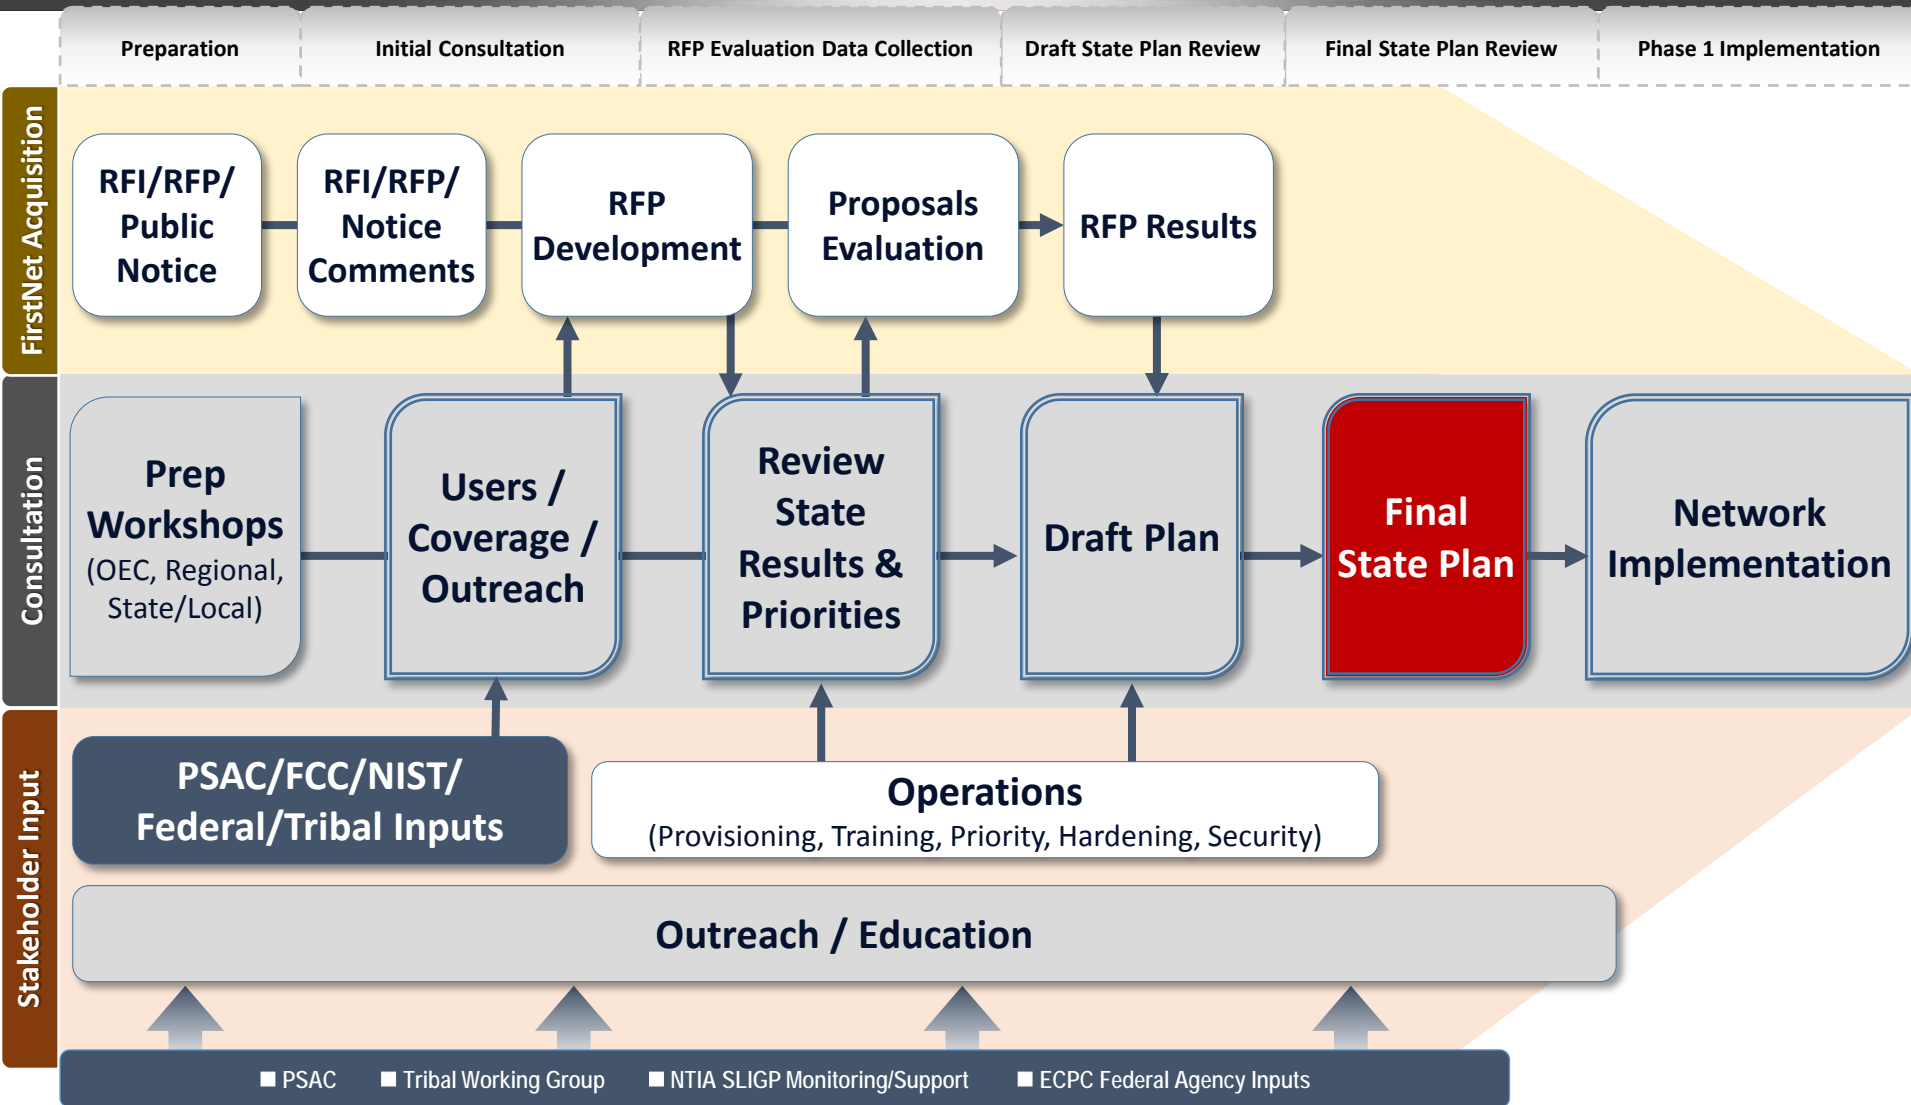 Preparation
Initial Consultation
RFP Evaluation Data Collection
Draft State Plan Review
Final State Plan Review
Phase 1 Implementation
FirstNet Acquisition
RFI/RFP/
Public
Notice
RFI/RFP/
Notice
Comments
RFP
Development
Proposals
Evaluation
RFP Results
Consultation
Prep
Workshops
(OEC, Regional,
State/Local)
Users /
Coverage /
Outreach
Review
State
Results &
Priorities
Draft Plan
Final
State Plan
Network
Implementation
Stakeholder Input
PSAC/FCC/NIST/
Federal/Tribal Inputs
Operations
(Provisioning, Training, Priority, Hardening, Security)
Outreach / Education
■ PSAC ■ Tribal Working Group ■ NTIA SLIGP Monitoring/Support ■ ECPC Federal Agency Inputs